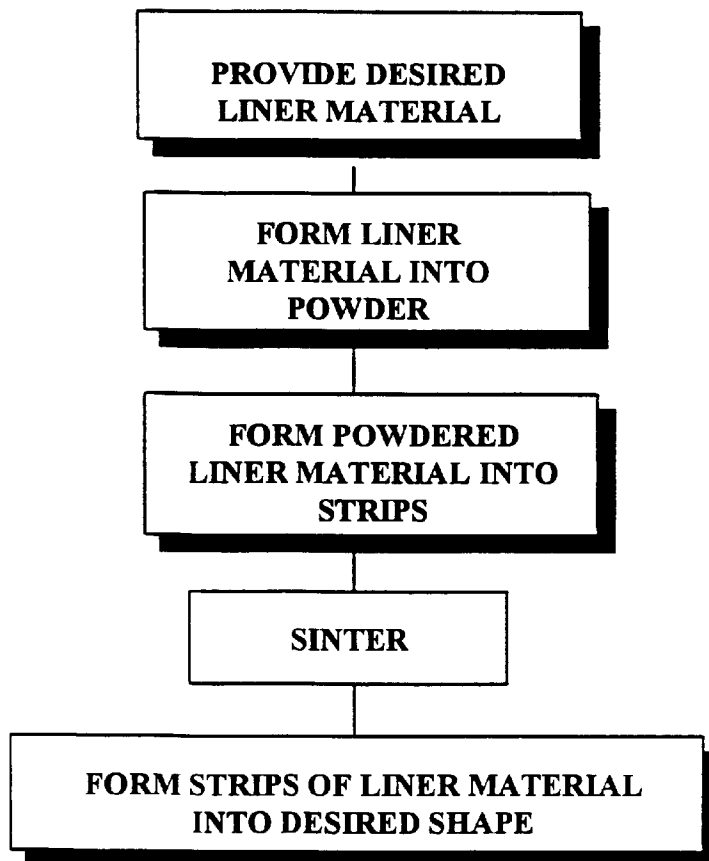 PROVIDE DESIRED
LINER MATERIAL
FORM LINER
MATERIAL INTO
POWDER
FORM POWDERED
LINER MATERIAL INTO
STRIPS
SINTER
FORM STRIPS OF LINER MATERIAL
INTO DESIRED SHAPE